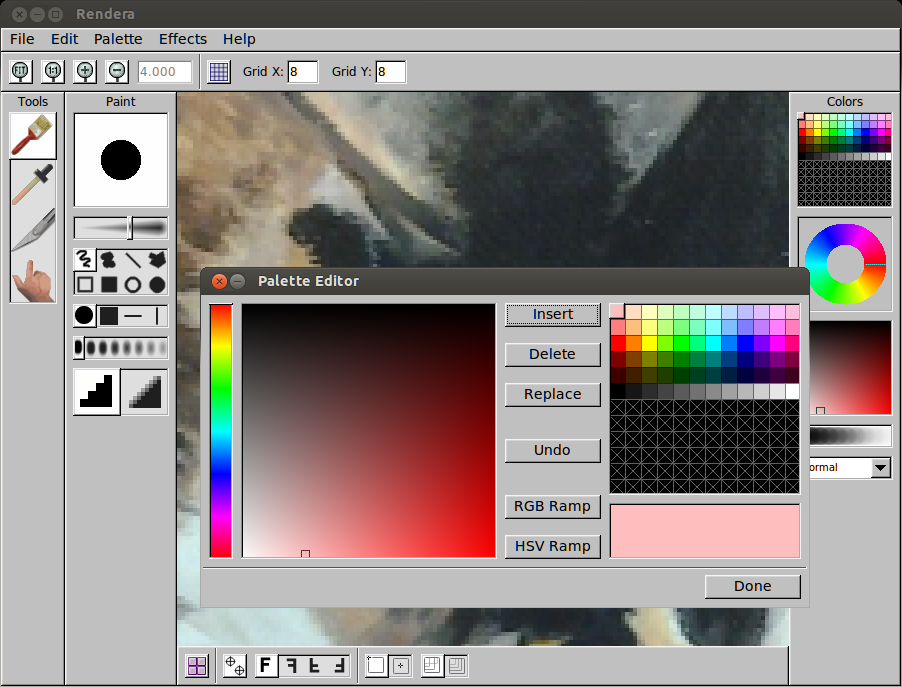 Rendera
File Edit Palette Effects Help
FIT 1:1 4.000 Grid X: 8 Grid Y: 8
Tools Paint Colors
Palette Editor
Insert
Delete
Replace
Undo
ormal
RGB Ramp
HSV Ramp
Done
F